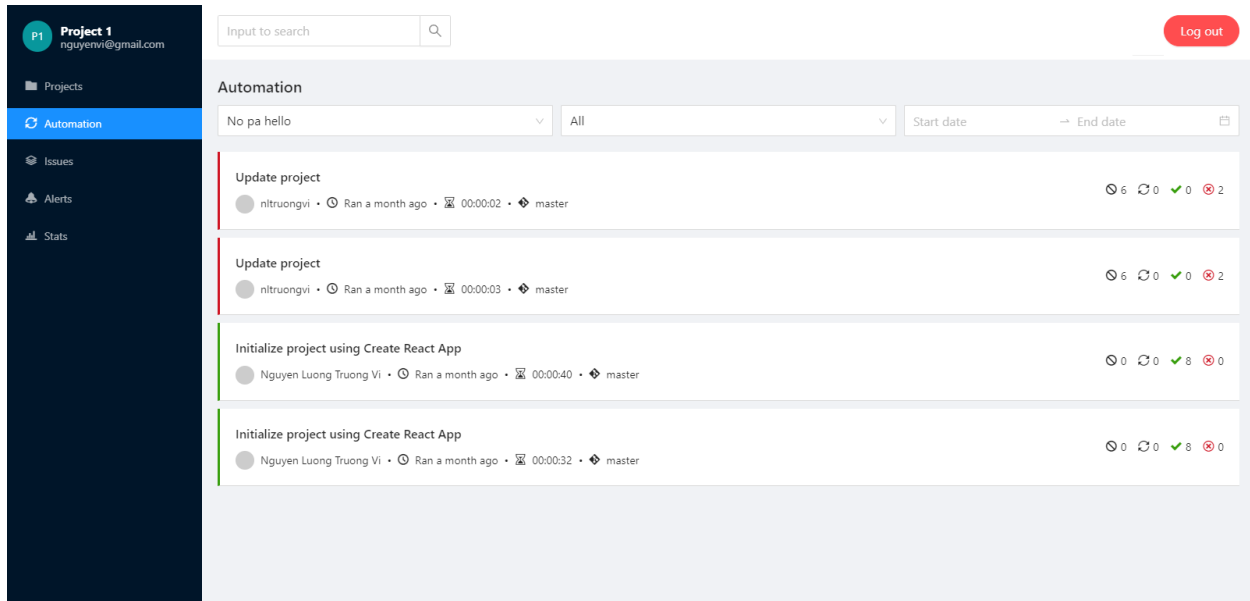 P1 Project 1
nguyenvi@gmail.com
Input to search
Log out
Projects
Automation
Issues
Alerts
Stats
Automation
No pa hello All Start date → End date
Update project
nltruongvi • Ran a month ago • 00:00:02 • master
6 0 0 2
Update project
nltruongvi • Ran a month ago • 00:00:03 • master
6 0 0 2
Initialize project using Create React App
Nguyen Luong Truong Vi • Ran a month ago • 00:00:40 • master
0 0 8 0
Initialize project using Create React App
Nguyen Luong Truong Vi • Ran a month ago • 00:00:32 • master
0 0 8 0